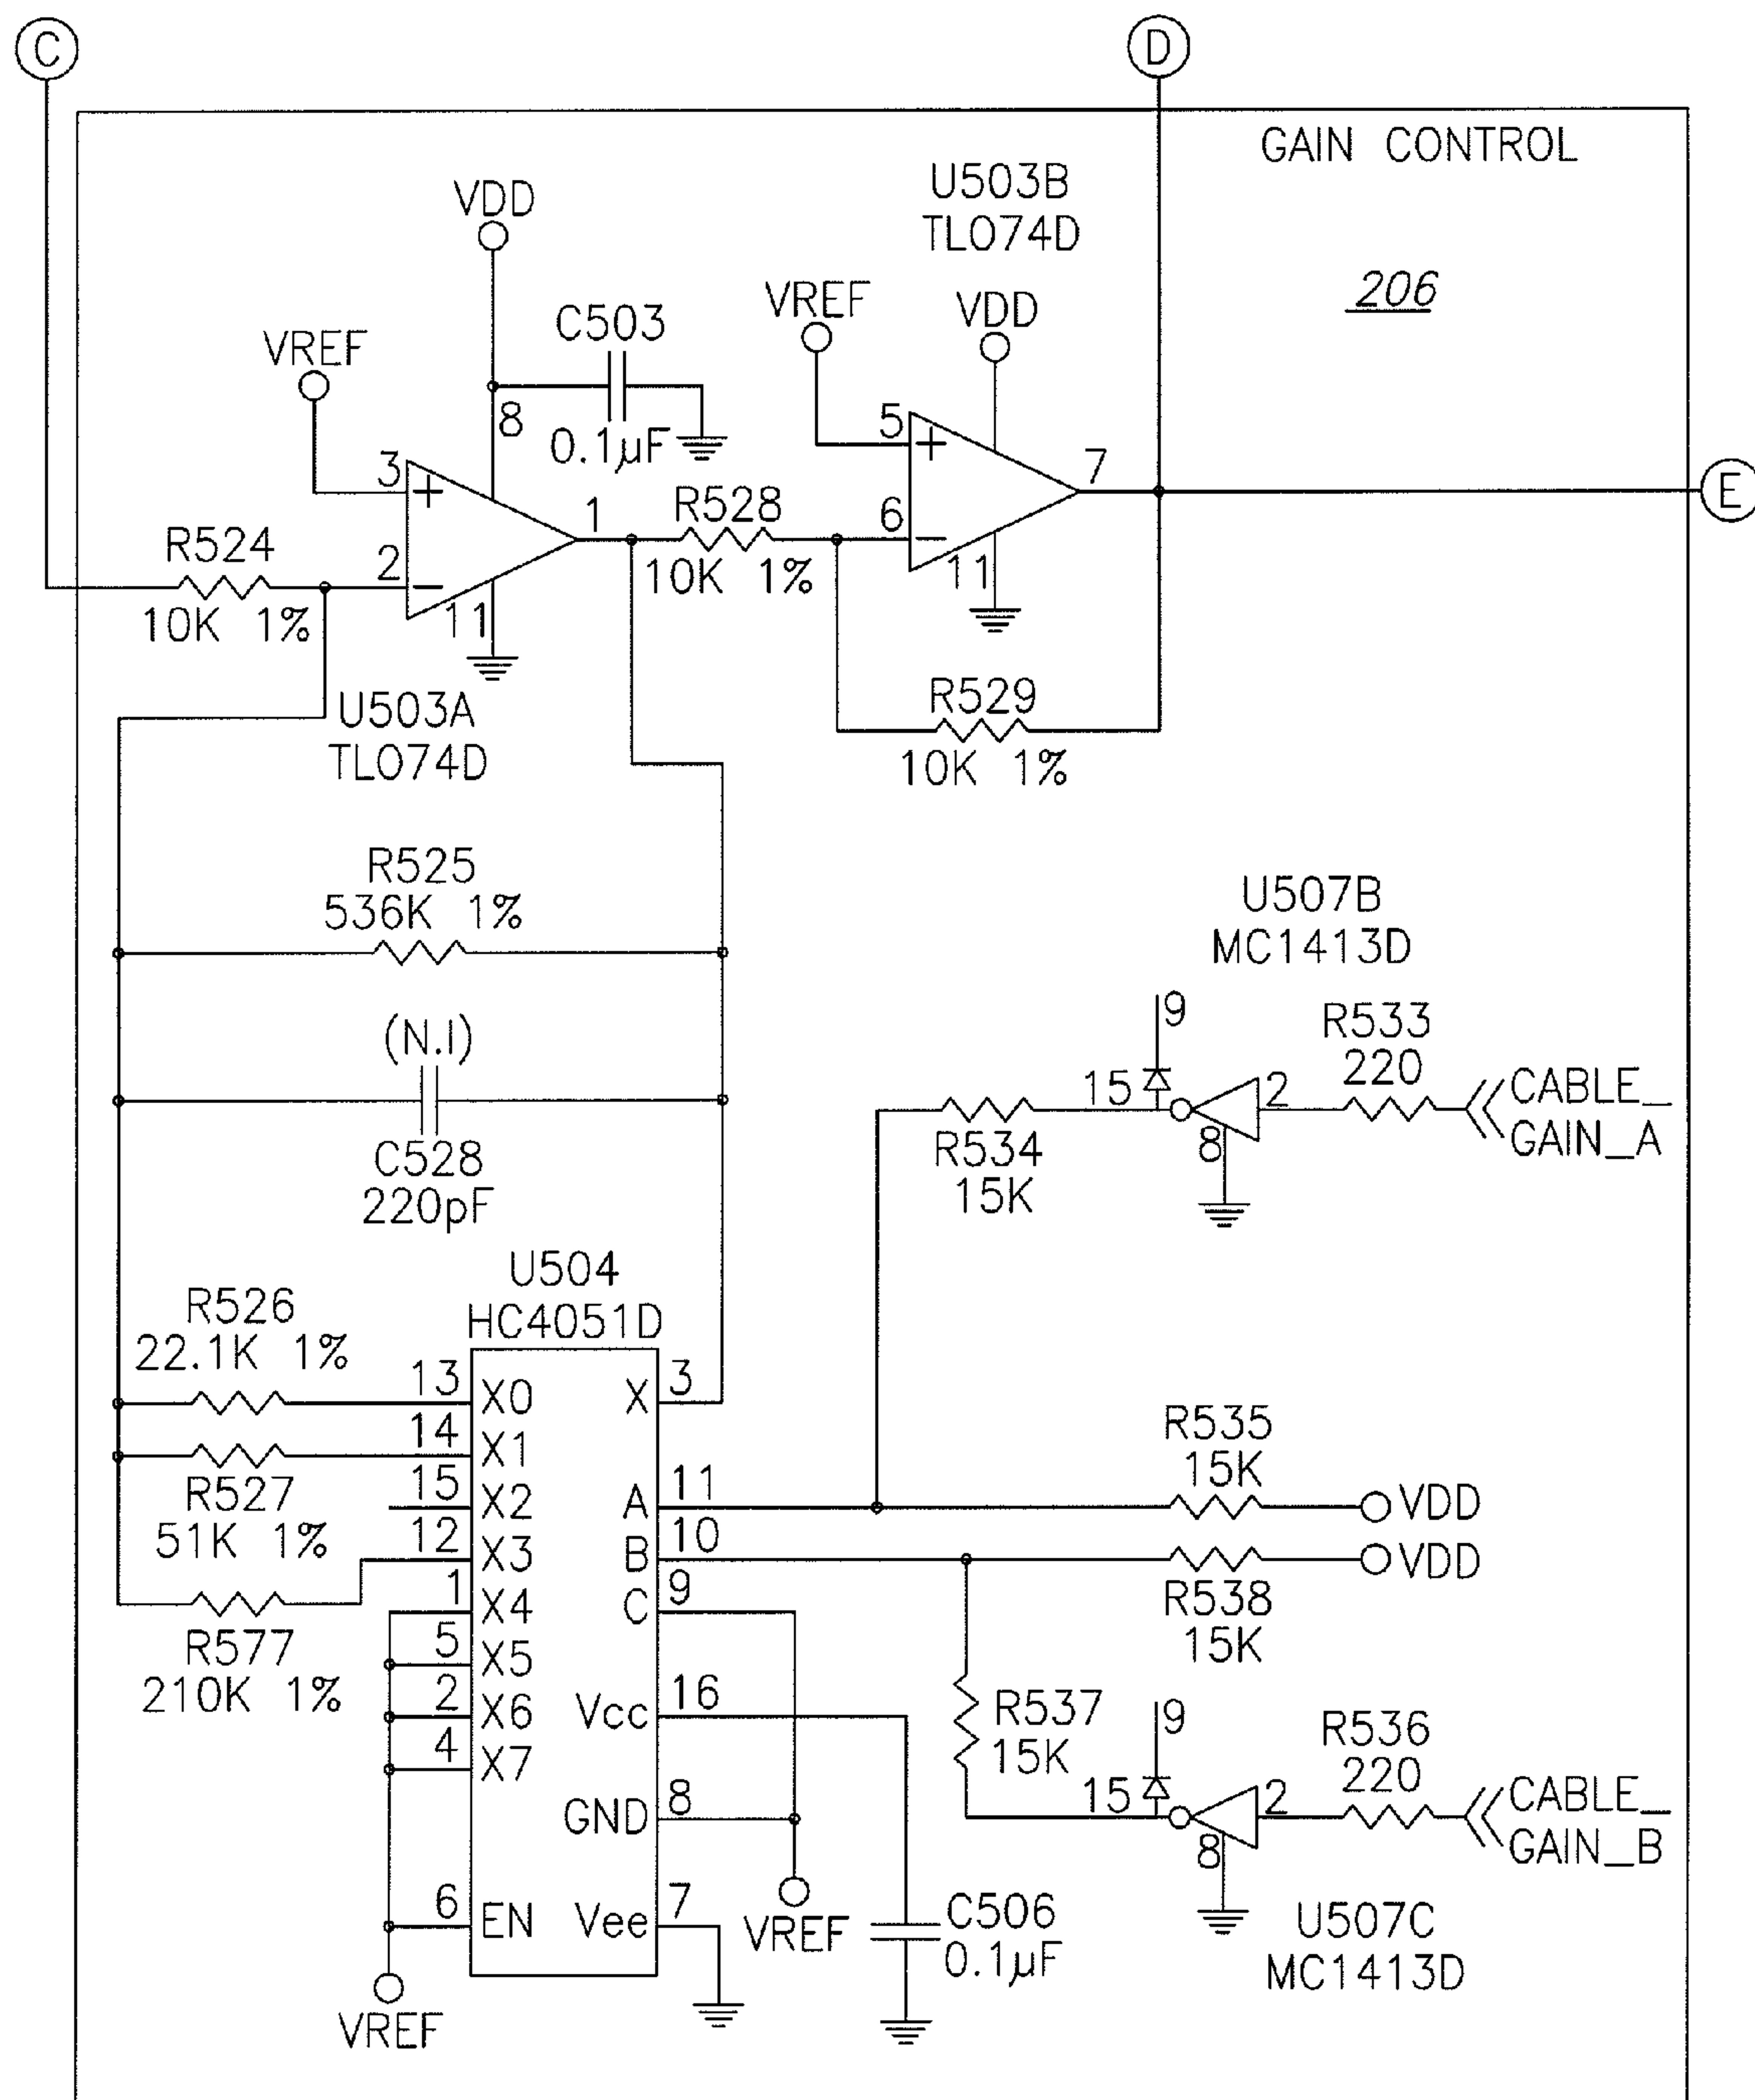 C
D
GAIN CONTROL
206
VDD
U503B
TL074D
VREF
VDD
C503
0.1µF
VREF
8
3
+
2
−
11
1
R524
10K 1%
U503A
TL074D
R528
10K 1%
5
+
6
−
11
7
E
R529
10K 1%
R525
536K 1%
(N.I)
C528
220pF
U507B
MC1413D
9
15
8
2
R533
220
CABLE_
GAIN_A
R534
15K
U504
HC4051D
R526
22.1K 1%
13 X0 X 3
14 X1
R527
51K 1%
15 X2 A 11
12 X3 B 10
1 X4 C 9
R577
210K 1%
5 X5
2 X6 Vcc 16
4 X7
GND 8
6 EN Vee 7
VREF
VREF
R535
15K
VDD
VDD
R538
15K
R537
15K
9
15
8
2
R536
220
CABLE_
GAIN_B
C506
0.1µF
U507C
MC1413D